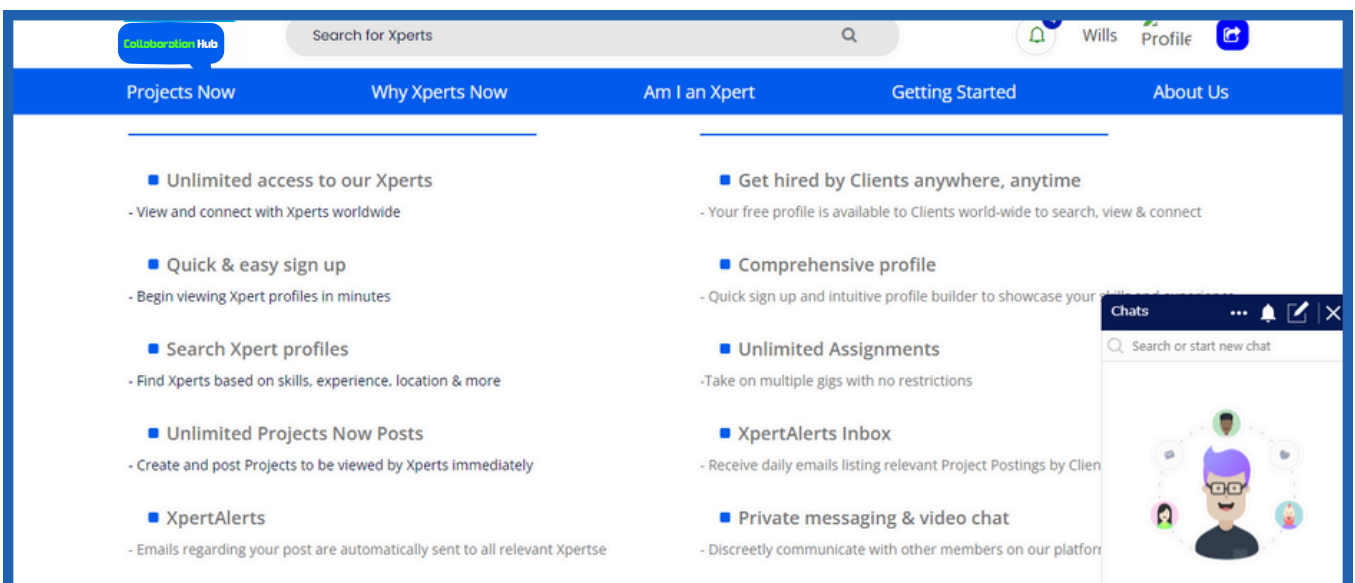 Collaboration Hub
Search for Xperts
Wills
Profile
Projects Now
Why Xperts Now
Am I an Xpert
Getting Started
About Us
Unlimited access to our Xperts
- View and connect with Xperts worldwide
Quick & easy sign up
- Begin viewing Xpert profiles in minutes
Search Xpert profiles
- Find Xperts based on skills, experience, location & more
Unlimited Projects Now Posts
- Create and post Projects to be viewed by Xperts immediately
XpertAlerts
- Emails regarding your post are automatically sent to all relevant Xpertse
Get hired by Clients anywhere, anytime
- Your free profile is available to Clients world-wide to search, view & connect
Comprehensive profile
- Quick sign up and intuitive profile builder to showcase your skills and experience
Unlimited Assignments
-Take on multiple gigs with no restrictions
XpertAlerts Inbox
- Receive daily emails listing relevant Project Postings by Clien
Private messaging & video chat
- Discreetly communicate with other members on our platfor
Chats
Search or start new chat